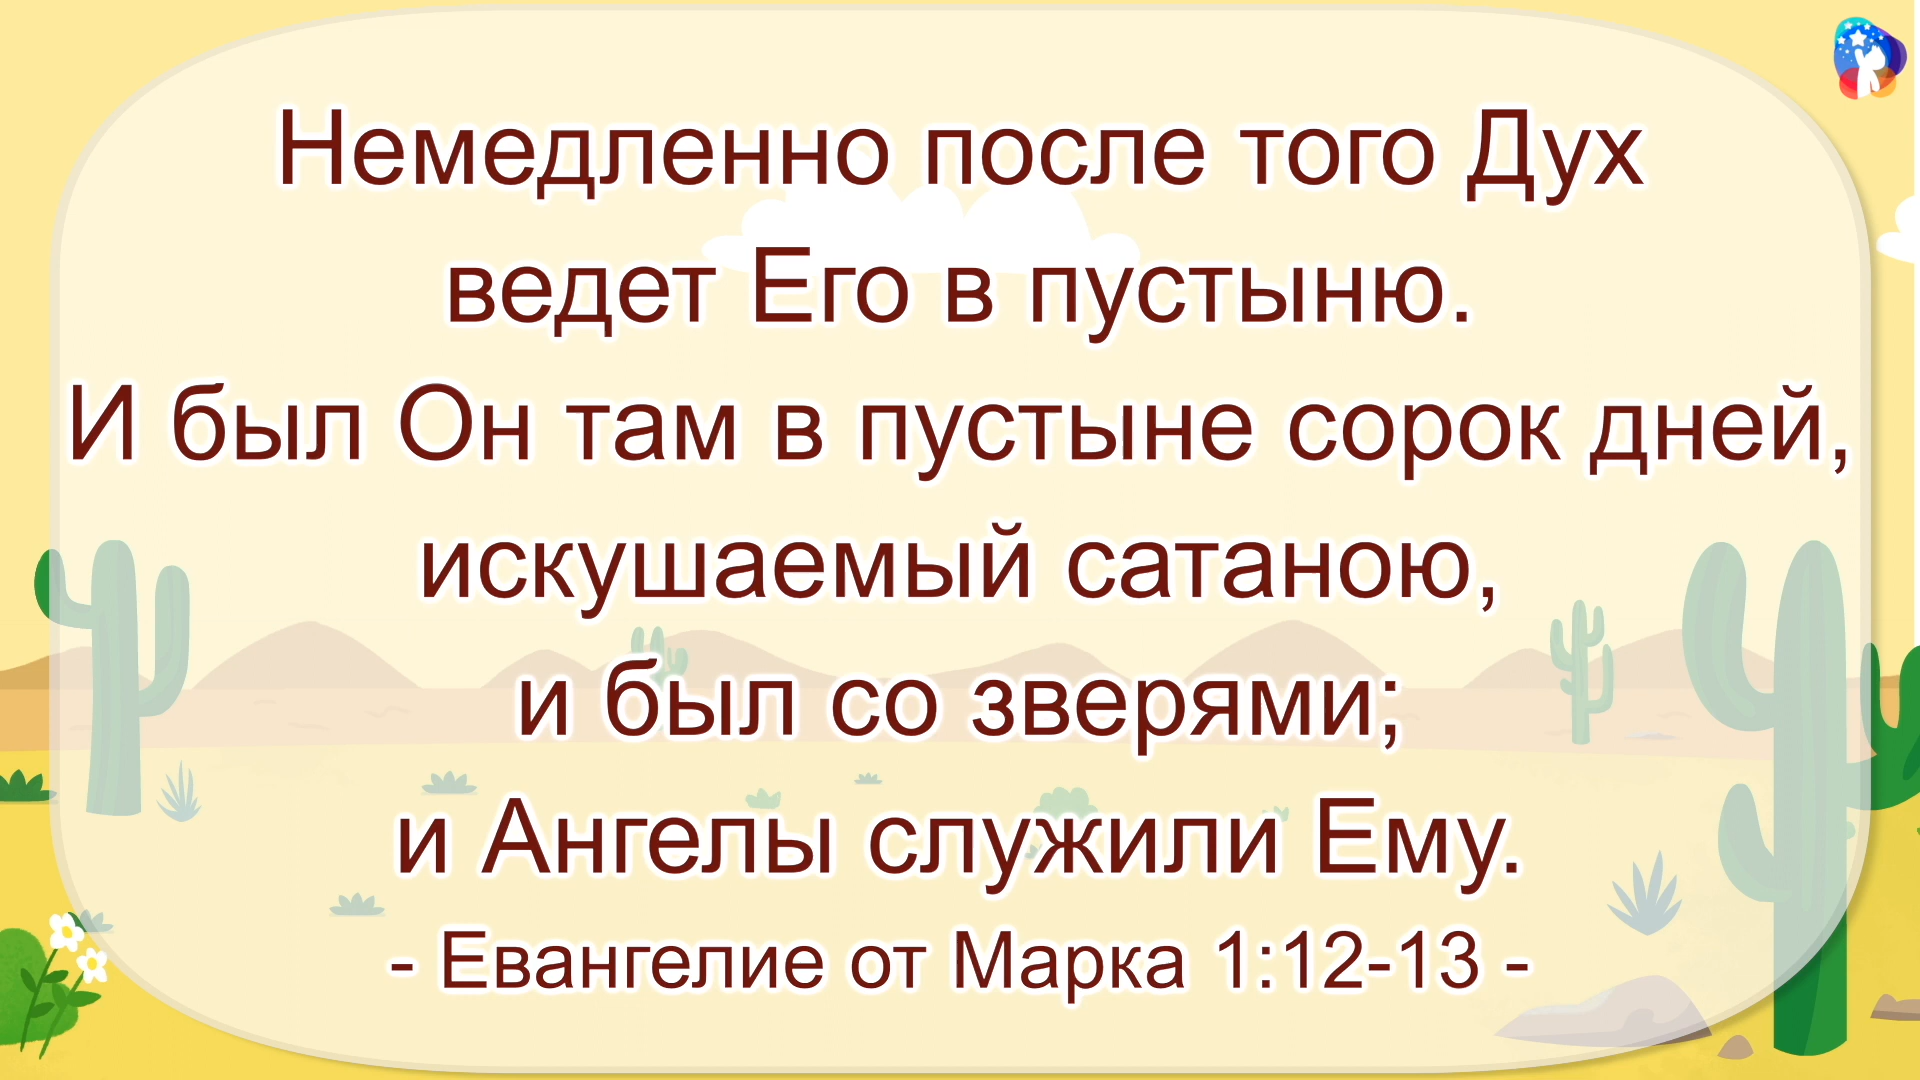 Немедленно после того Дух
ведет Его в пустыню.
И был Он там в пустыне сорок дней,
искушаемый сатаною,
и был со зверями;
и Ангелы служили Ему.
- Евангелие от Марка 1:12-13 -